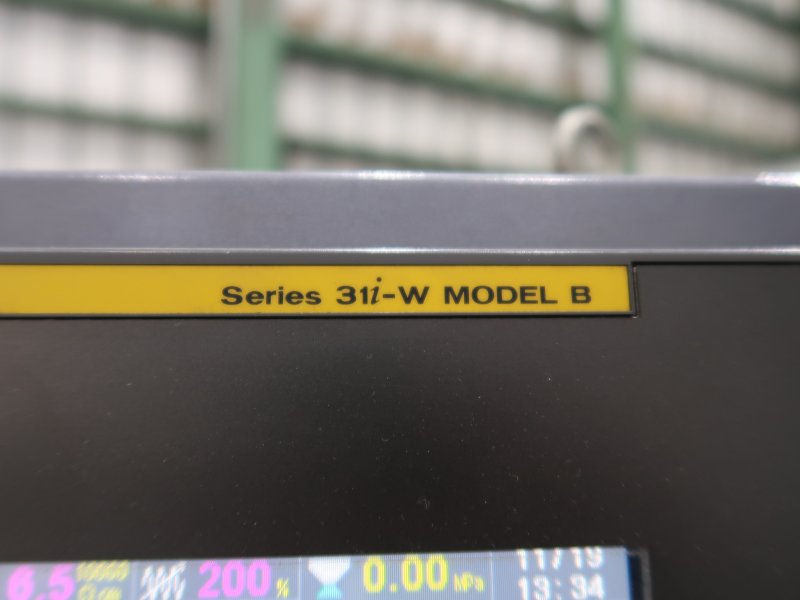 Series 31i-W MODEL B
6.5 200 % 0.00 MPa 11/19
13:34